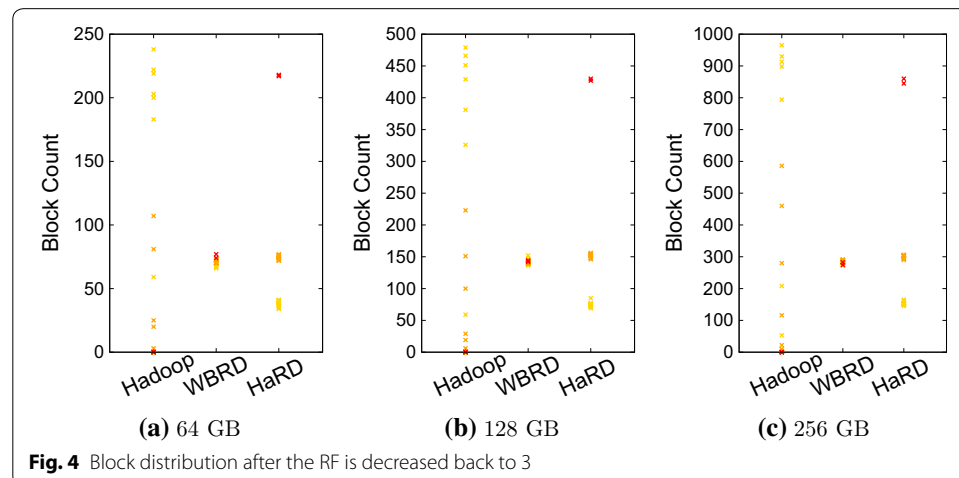 Block Count
250
200
150
100
50
0
Hadoop
WBRD
HaRD
(a) 64 GB
Block Count
500
450
400
350
300
250
200
150
100
50
0
Hadoop
WBRD
HaRD
(b) 128 GB
Block Count
1000
900
800
700
600
500
400
300
200
100
0
Hadoop
WBRD
HaRD
(c) 256 GB
Fig. 4 Block distribution after the RF is decreased back to 3